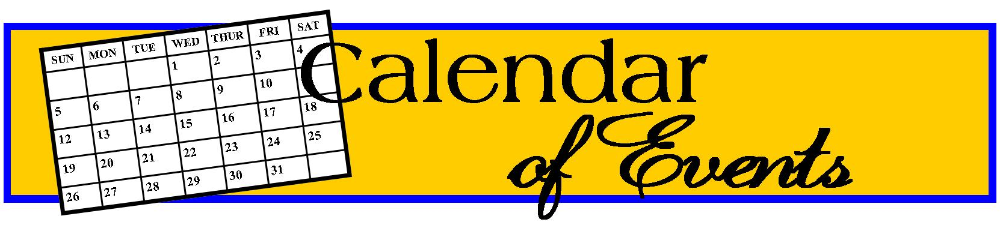 SUN MON TUE WED THUR FRI SAT
1 2 3 4
5 6 7 8 9 10
12 13 14 15 16 17 18
19 20 21 22 23 24 25
26 27 28 29 30 31
Calendar
of Events